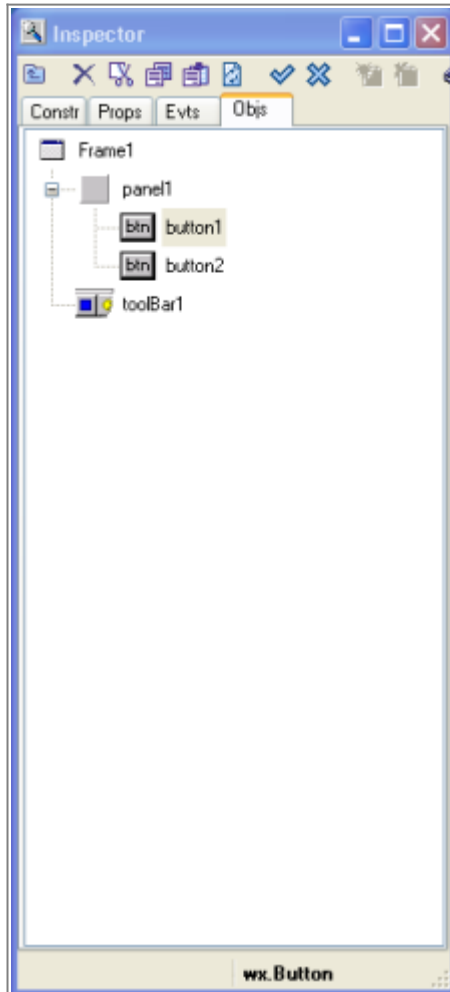 Inspector
Constr Props Evts Objs
Frame1
panel1
btn button1
btn button2
toolBar1
wx.Button